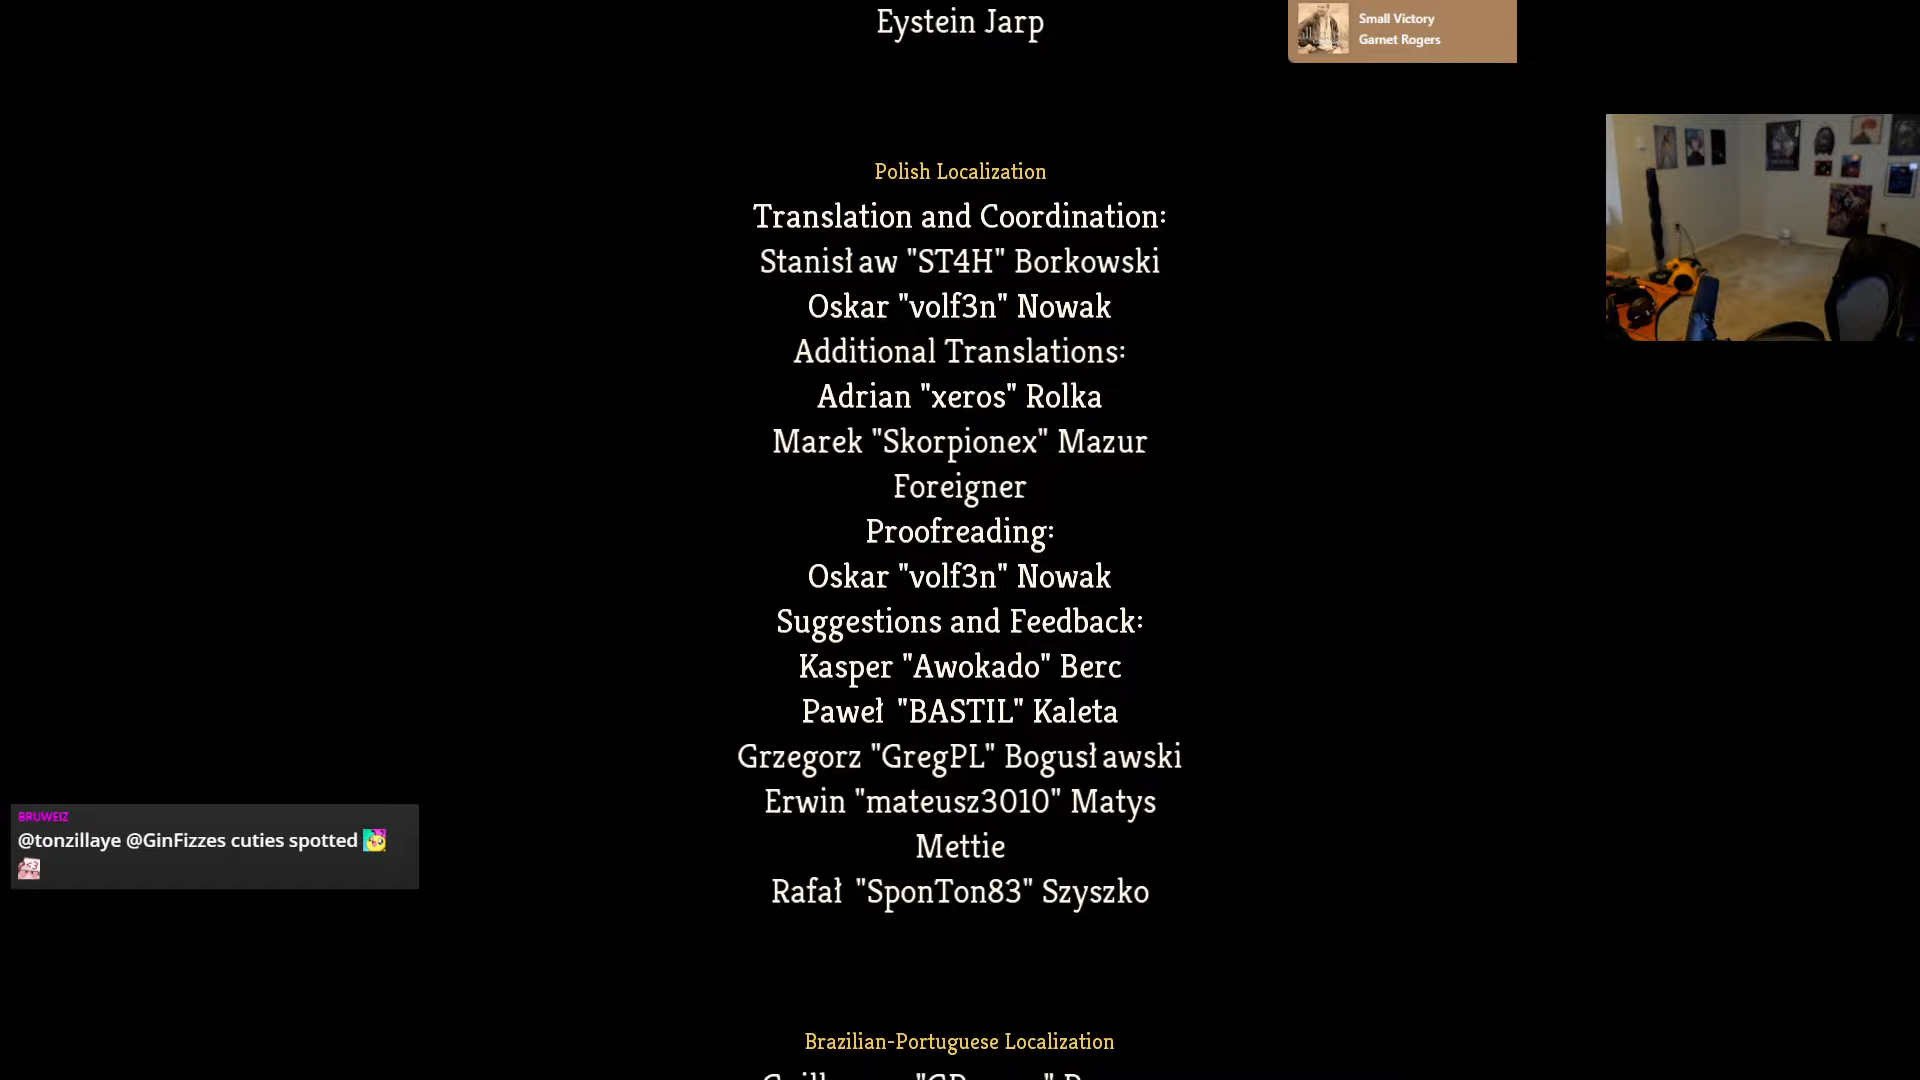 Eystein Jarp
Small Victory
Garnet Rogers
Polish Localization
Translation and Coordination:
Stanisław "ST4H" Borkowski
Oskar "volf3n" Nowak
Additional Translations:
Adrian "xeros" Rolka
Marek "Skorpionex" Mazur
Foreigner
Proofreading:
Oskar "volf3n" Nowak
Suggestions and Feedback:
Kasper "Awokado" Berc
Paweł "BASTIL" Kaleta
Grzegorz "GregPL" Bogusławski
Erwin "mateusz3010" Matys
Mettie
Rafał "SponTon83" Szyszko
BRUWEIZ
@tonzillaye @GinFizzes cuties spotted
<3
Brazilian-Portuguese Localization